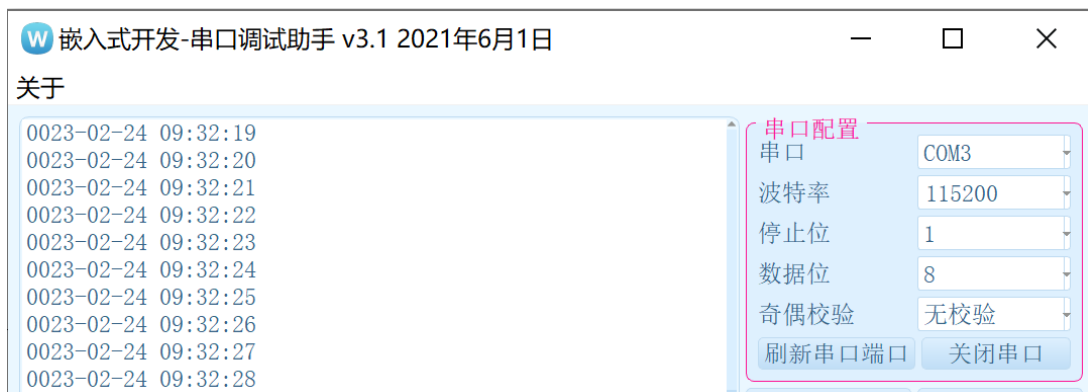 W 嵌入式开发-串口调试助手 v3.1 2021年6月1日
关于
0023-02-24 09:32:19
0023-02-24 09:32:20
0023-02-24 09:32:21
0023-02-24 09:32:22
0023-02-24 09:32:23
0023-02-24 09:32:24
0023-02-24 09:32:25
0023-02-24 09:32:26
0023-02-24 09:32:27
0023-02-24 09:32:28
串口配置
串口 COM3
波特率 115200
停止位 1
数据位 8
奇偶校验 无校验
刷新串口端口 关闭串口